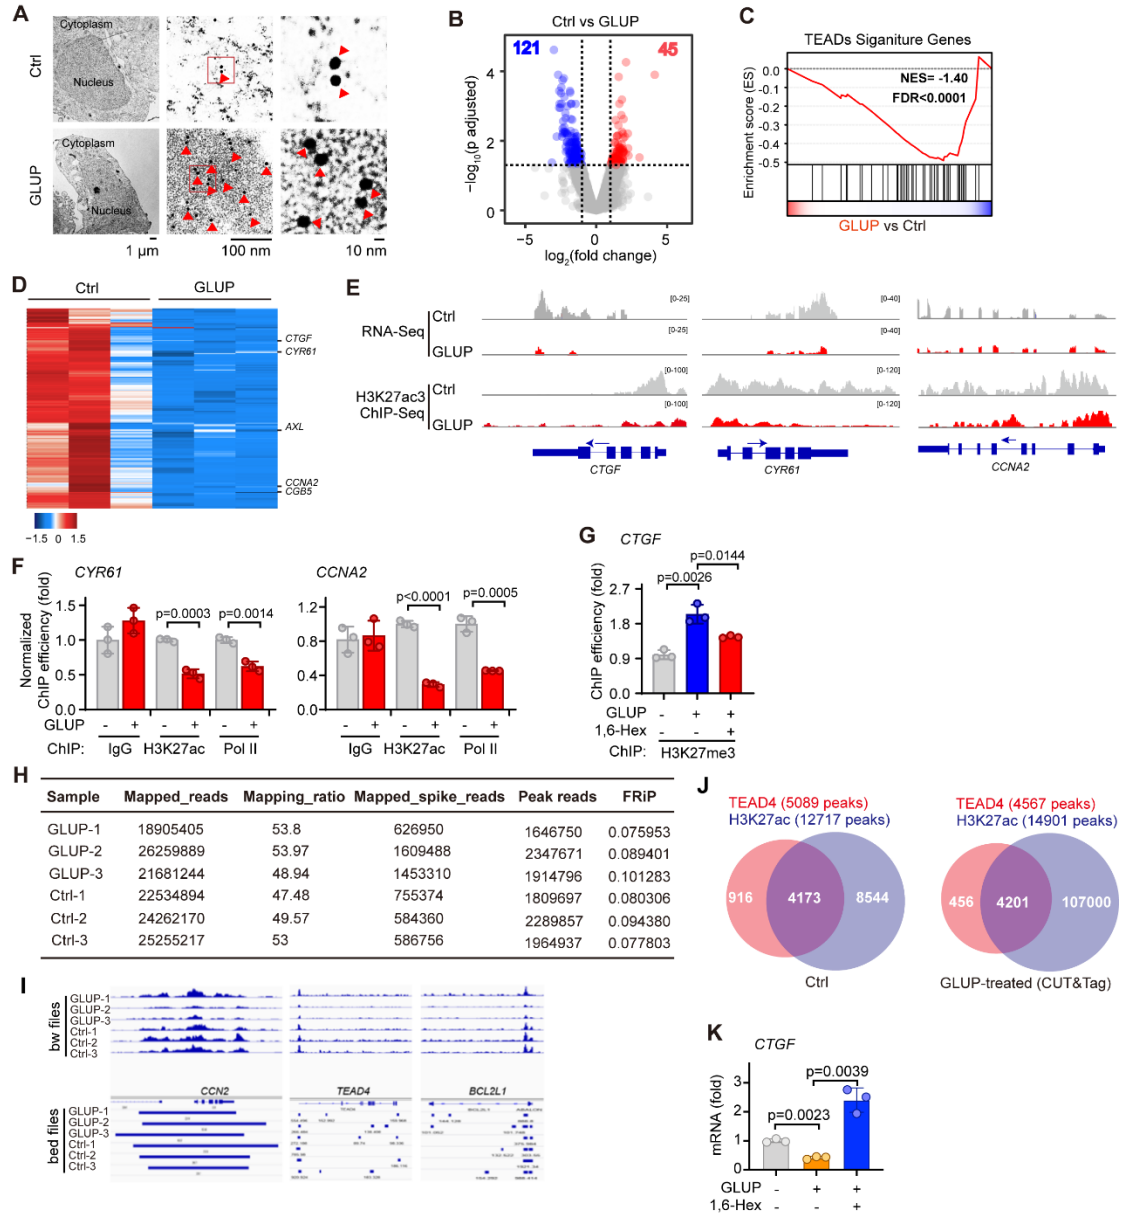 A
Ctrl
Cytoplasm
Nucleus
GLUP
Cytoplasm
Nucleus
1 μm
100 nm
10 nm
B
Ctrl vs GLUP
121
45
−log10(p adjusted)
4
2
0
−5
0
5
log2(fold change)
C
TEADs Siganiture Genes
NES= -1.40
FDR<0.0001
Enrichment score (ES)
0.0
-0.1
-0.2
-0.3
-0.4
-0.5
GLUP vs Ctrl
D
Ctrl
GLUP
CTGF
CYR61
AXL
CCNA2
CGB5
−1.5
0
1.5
E
RNA-Seq
Ctrl
[0-25]
[0-40]
GLUP
[0-25]
[0-40]
H3K27ac3
ChIP-Seq
Ctrl
[0-100]
[0-120]
GLUP
[0-100]
[0-120]
CTGF
CYR61
CCNA2
F
CYR61
Normalized
ChIP efficiency (fold)
1.5
1.0
0.5
0.0
p=0.0003
p=0.0014
GLUP
- + - + - +
ChIP:
IgG
H3K27ac
Pol II
CCNA2
1.2
0.8
0.4
0.0
p<0.0001
p=0.0005
- + - + - +
IgG
H3K27ac
Pol II
G
CTGF
p=0.0144
p=0.0026
ChIP efficiency (fold)
2.7
1.8
0.9
0.0
GLUP - + +
1,6-Hex - - +
ChIP: H3K27me3
H
Sample Mapped_reads Mapping_ratio Mapped_spike_reads Peak reads FRiP
GLUP-1 18905405 53.8 626950 1646750 0.075953
GLUP-2 26259889 53.97 1609488 2347671 0.089401
GLUP-3 21681244 48.94 1453310 1914796 0.101283
Ctrl-1 22534894 47.48 755374 1809697 0.080306
Ctrl-2 24262170 49.57 584360 2289857 0.094380
Ctrl-3 25255217 53 586756 1964937 0.077803
I
bw files
GLUP-1
GLUP-2
GLUP-3
Ctrl-1
Ctrl-2
Ctrl-3
CCN2
TEAD4
BCL2L1
bed files
GLUP-1
GLUP-2
GLUP-3
Ctrl-1
Ctrl-2
Ctrl-3
J
TEAD4 (5089 peaks)
H3K27ac (12717 peaks)
916
4173
8544
Ctrl
TEAD4 (4567 peaks)
H3K27ac (14901 peaks)
456
4201
107000
GLUP-treated (CUT&Tag)
K
CTGF
p=0.0039
p=0.0023
mRNA (fold)
3
2
1
0
GLUP - + +
1,6-Hex - - +